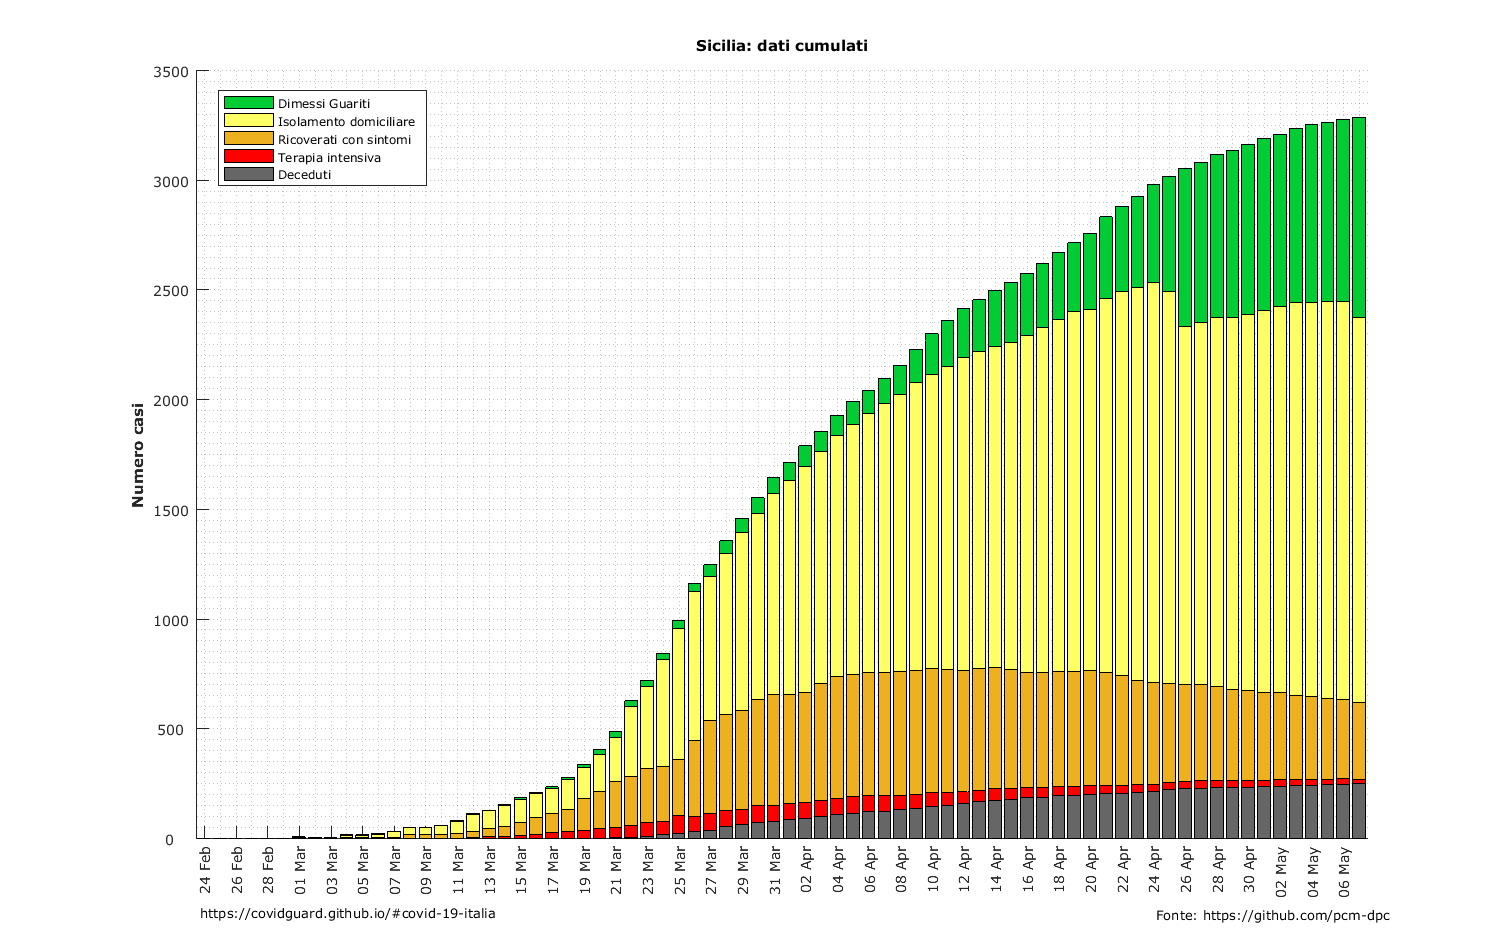 Sicilia: dati cumulati
3500
3000
2500
2000
1500
1000
500
0
Numero casi
Dimessi Guariti
Isolamento domiciliare
Ricoverati con sintomi
Terapia intensiva
Deceduti
24 Feb
26 Feb
28 Feb
01 Mar
03 Mar
05 Mar
07 Mar
09 Mar
11 Mar
13 Mar
15 Mar
17 Mar
19 Mar
21 Mar
23 Mar
25 Mar
27 Mar
29 Mar
31 Mar
02 Apr
04 Apr
06 Apr
08 Apr
10 Apr
12 Apr
14 Apr
16 Apr
18 Apr
20 Apr
22 Apr
24 Apr
26 Apr
28 Apr
30 Apr
02 May
04 May
06 May
https://covidguard.github.io/#covid-19-italia
Fonte: https://github.com/pcm-dpc